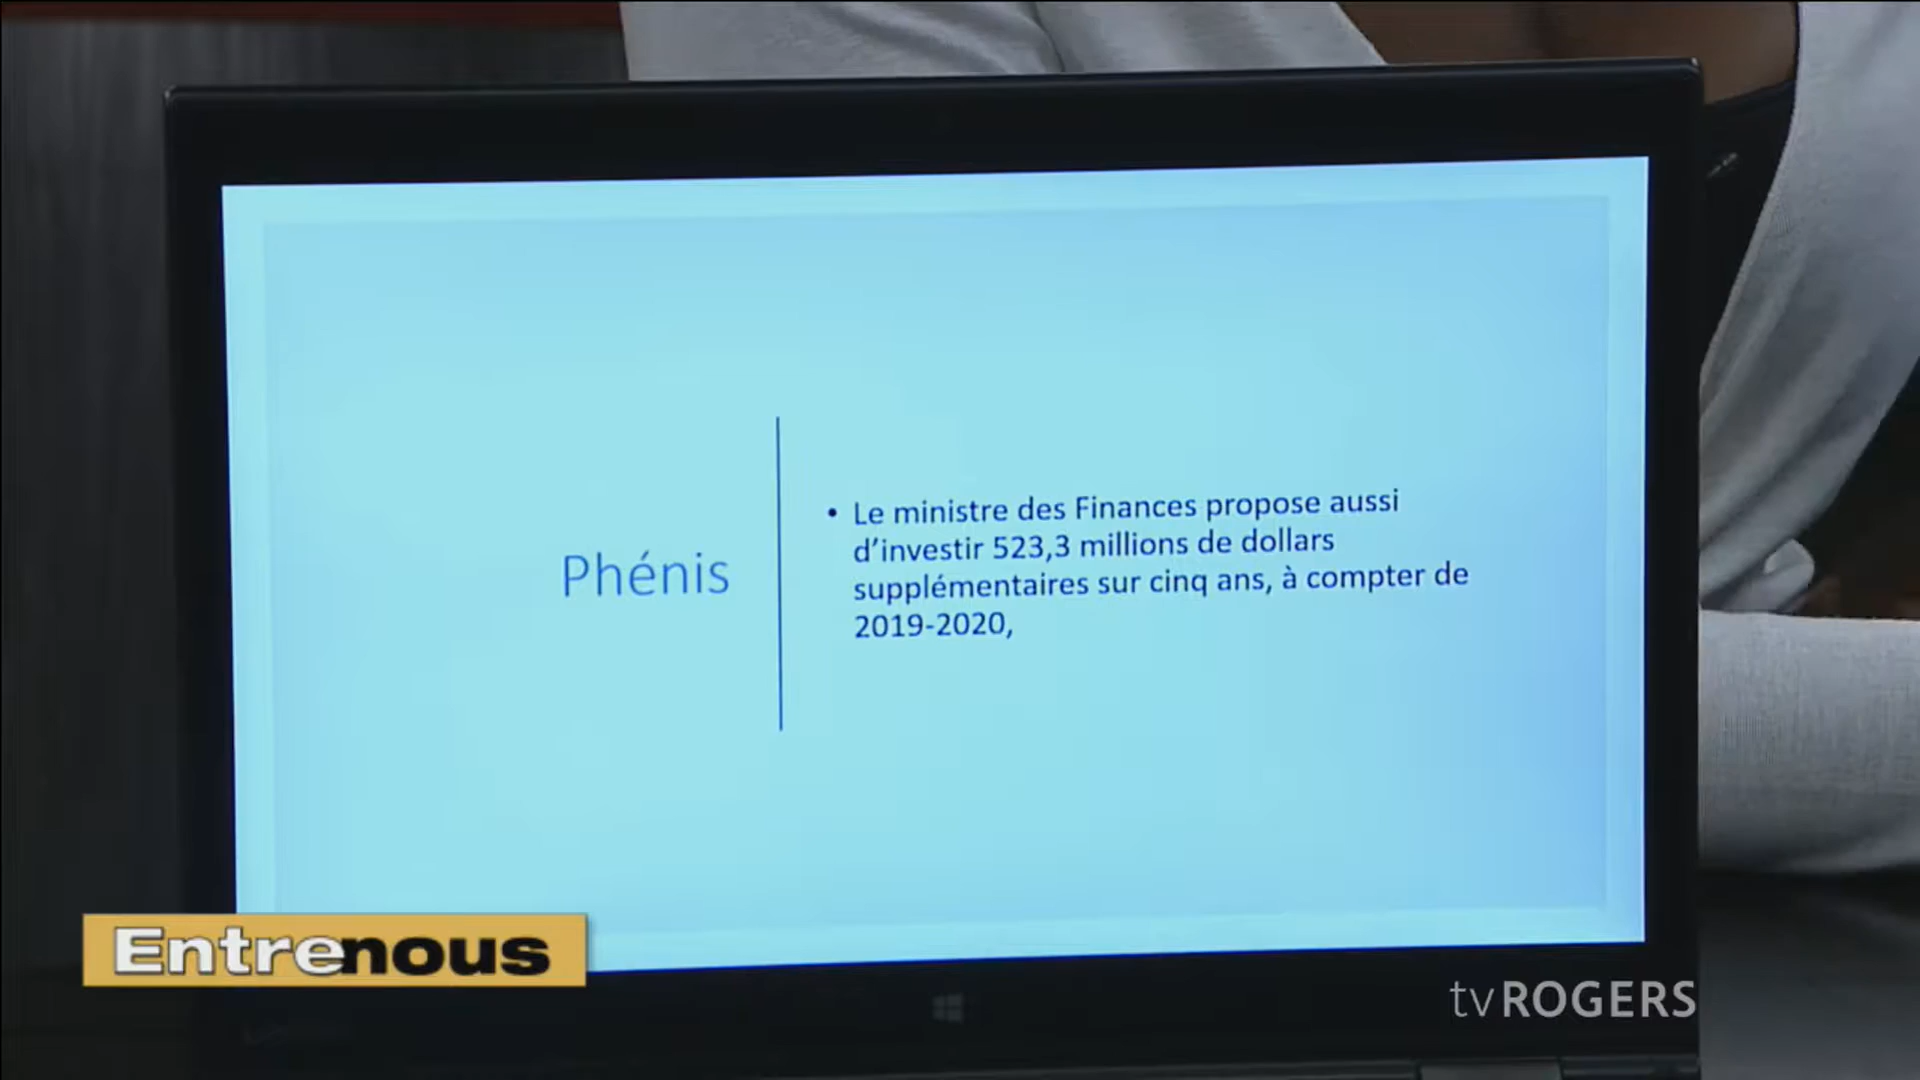 Phénis
• Le ministre des Finances propose aussi
d’investir 523,3 millions de dollars
supplémentaires sur cinq ans, à compter de
2019-2020,
Entrenous
tvROGERS